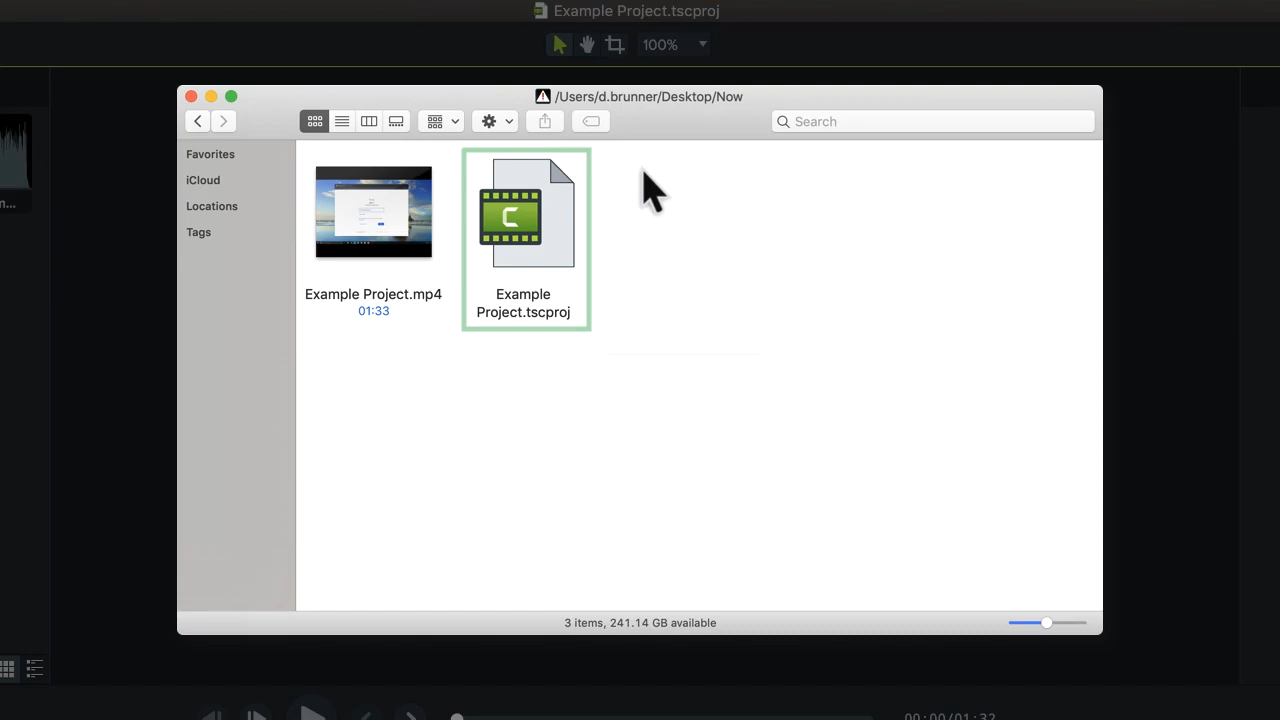 Example Project.tscproj
100%
/Users/d.brunner/Desktop/Now
Search
Favorites
iCloud
Locations
Tags
Example Project.mp4
01:33
Example
Project.tscproj
m...
3 items, 241.14 GB available
00:00/01:32